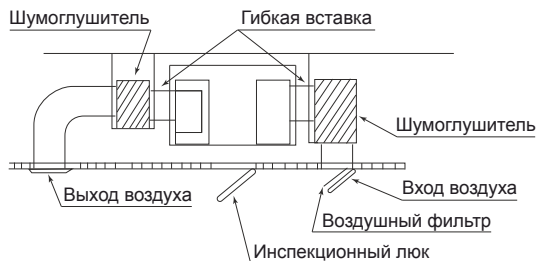 Шумоглушитель
Гибкая вставка
Шумоглушитель
Выход воздуха
Вход воздуха
Воздушный фильтр
Инспекционный люк